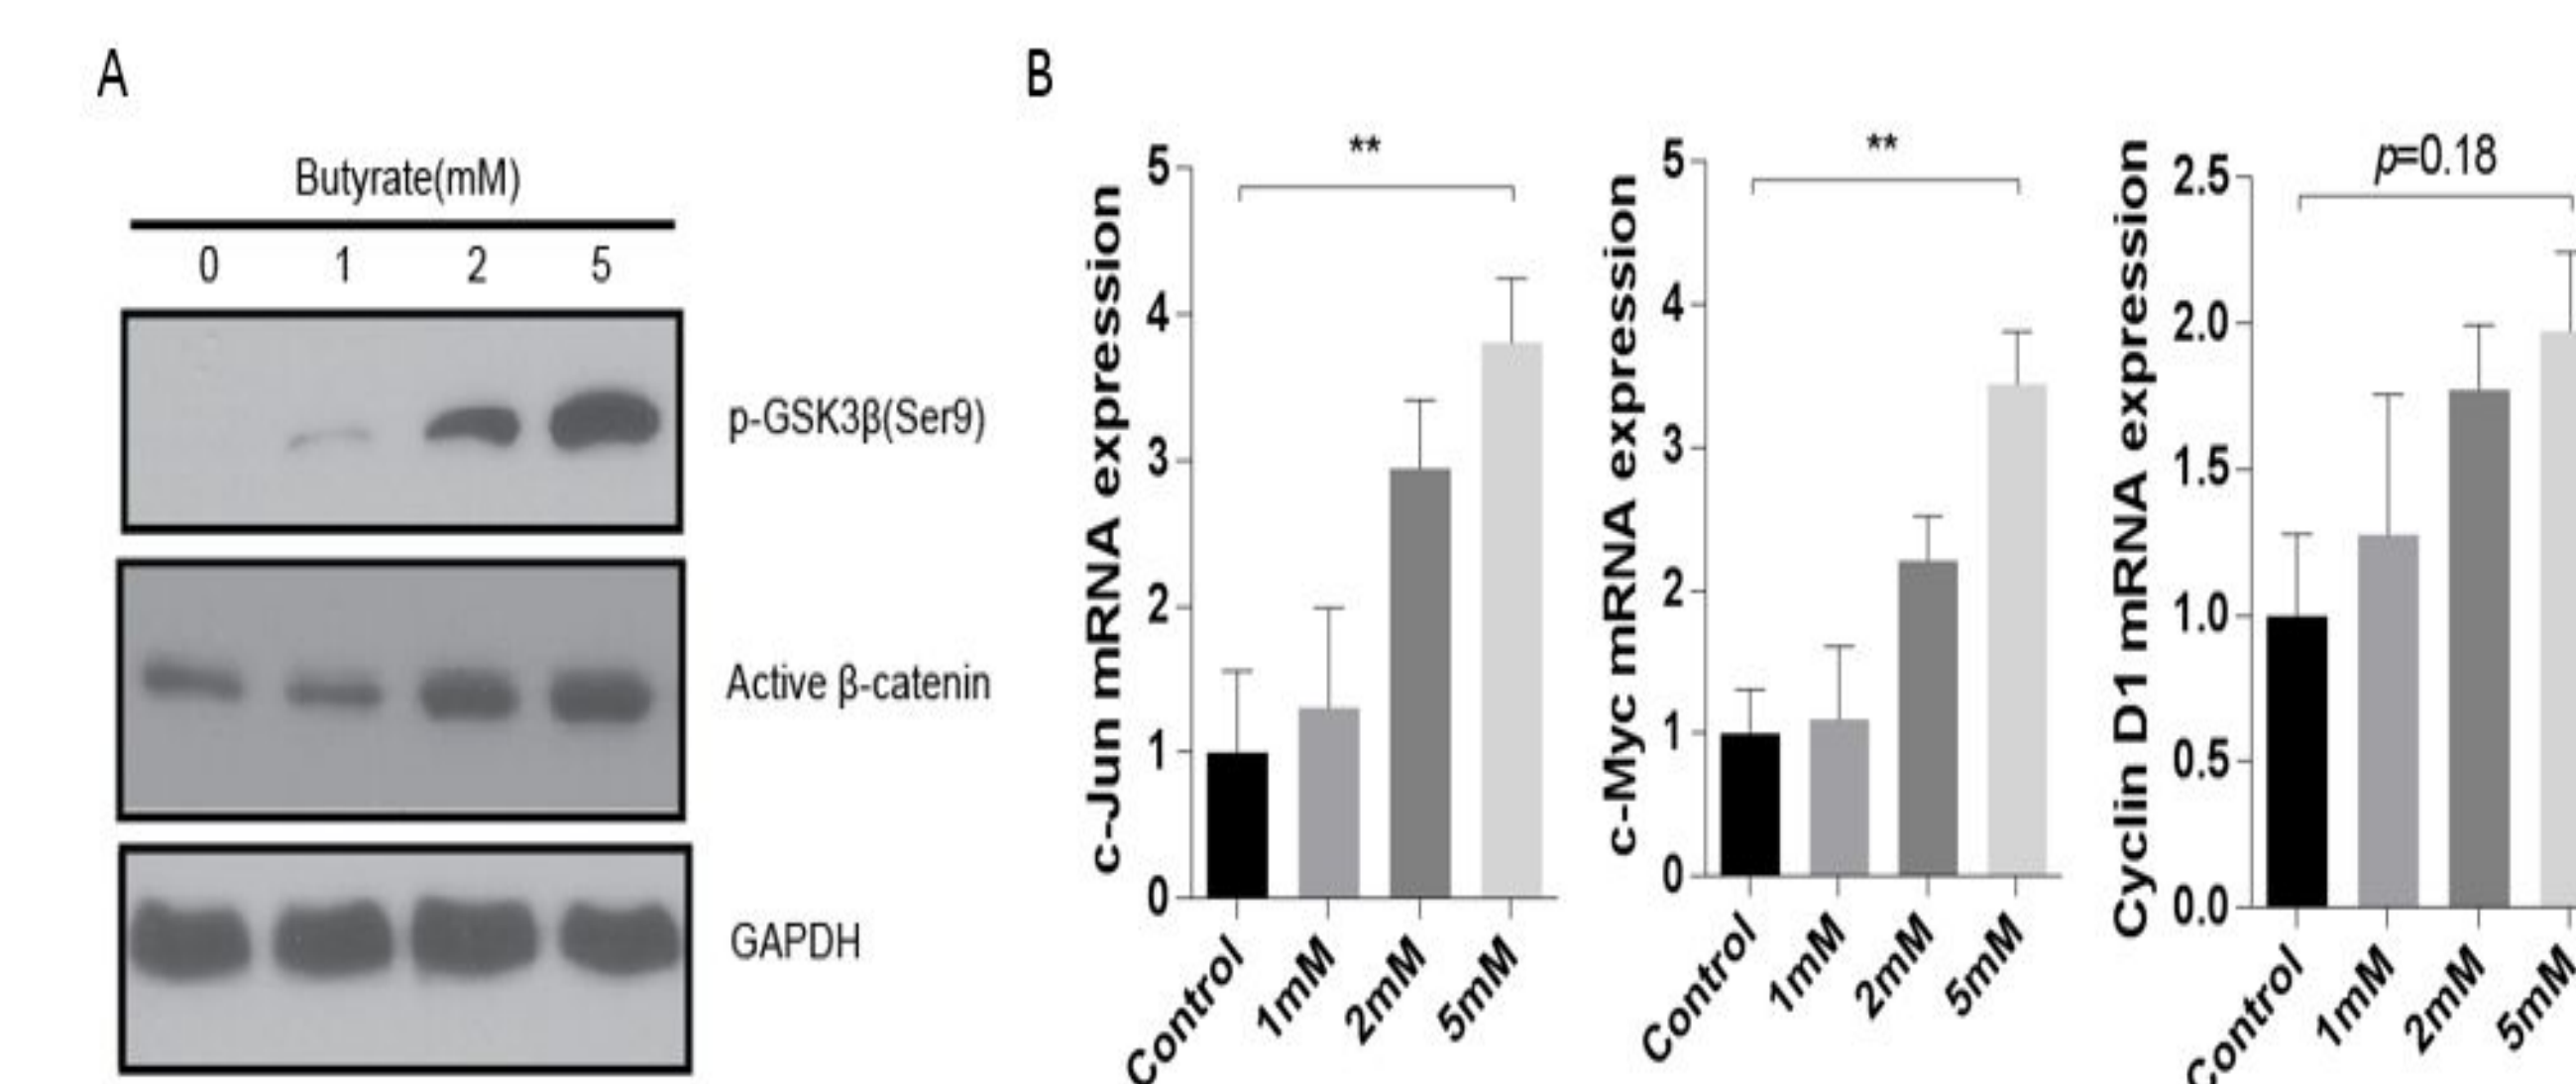 A
Butyrate(mM)
0 1 2 5
p-GSK3β(Ser9)
Active β-catenin
GAPDH
B
c-Jun mRNA expression
5
4
3
2
1
0
**
Control 1mM 2mM 5mM
c-Myc mRNA expression
5
4
3
2
1
0
**
Control 1mM 2mM 5mM
Cyclin D1 mRNA expression
2.5
2.0
1.5
1.0
0.5
0.0
p=0.18
Control 1mM 2mM 5mM